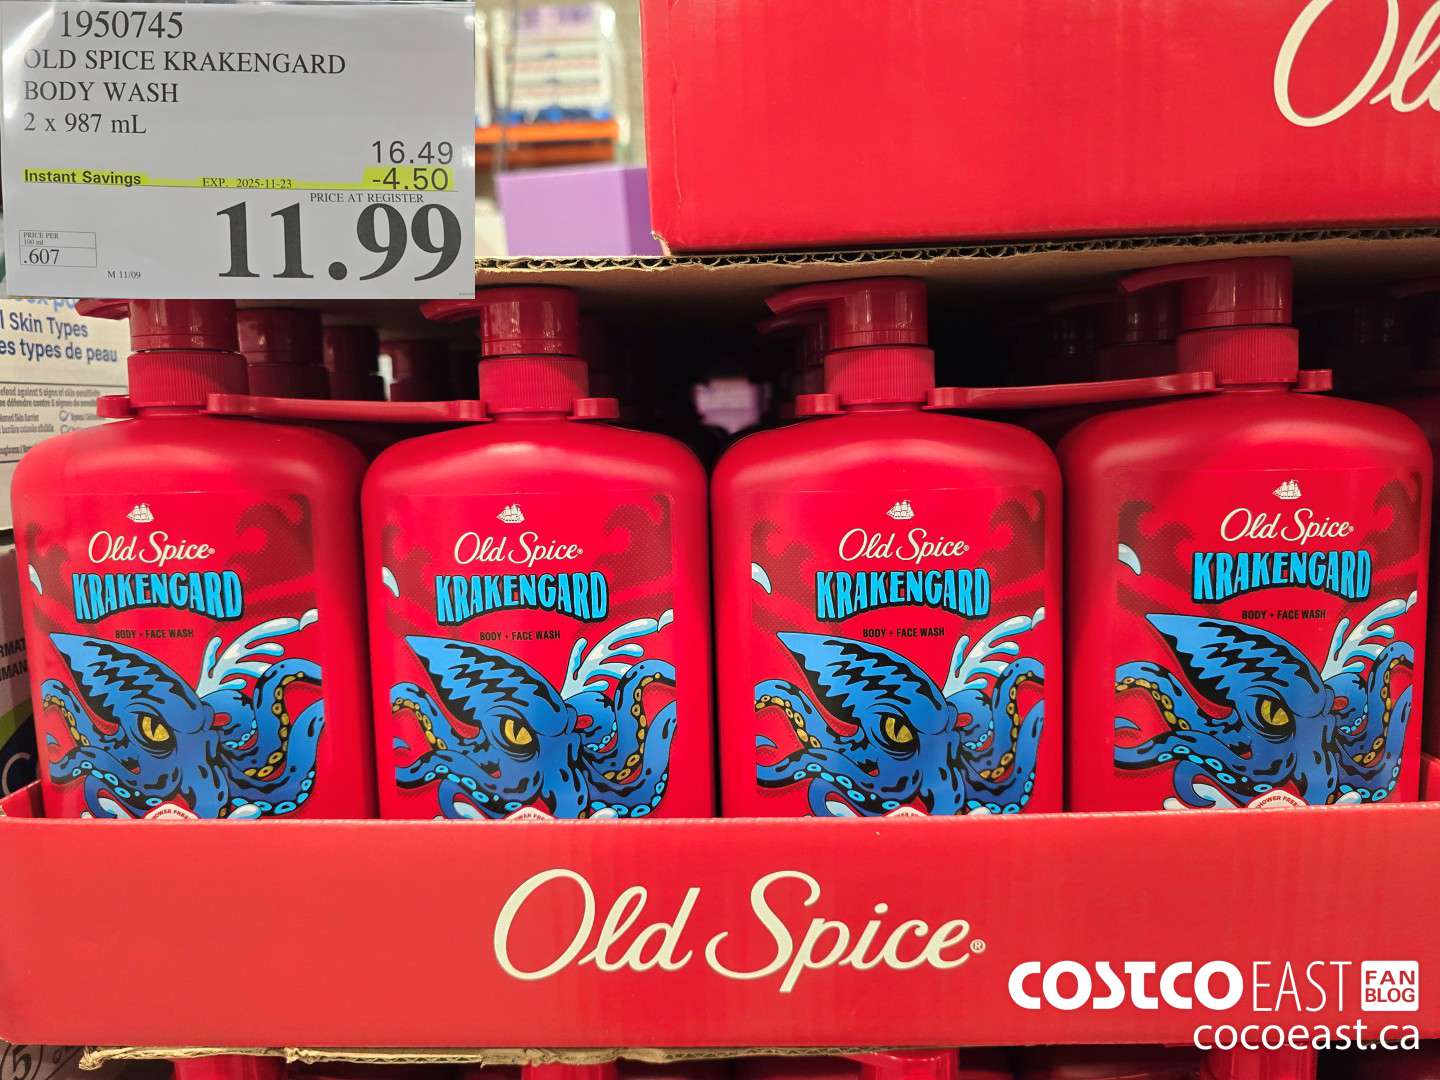 1950745
OLD SPICE KRAKENGARD
BODY WASH
2 x 987 mL
16.49
Instant Savings EXP. 2025-11-23 -4.50
PRICE AT REGISTER
11.99
PRICE PER
100 ml
.607
M 11/09
Ol
l Skin Types
es types de peau
Old Spice
KRAKENGARD
BODY + FACE WASH
Old Spice
KRAKENGARD
BODY + FACE WASH
Old Spice
KRAKENGARD
BODY + FACE WASH
Old Spice
KRAKENGARD
BODY + FACE WASH
Old Spice®
COSTCO EAST FAN BLOG
cocoeast.ca